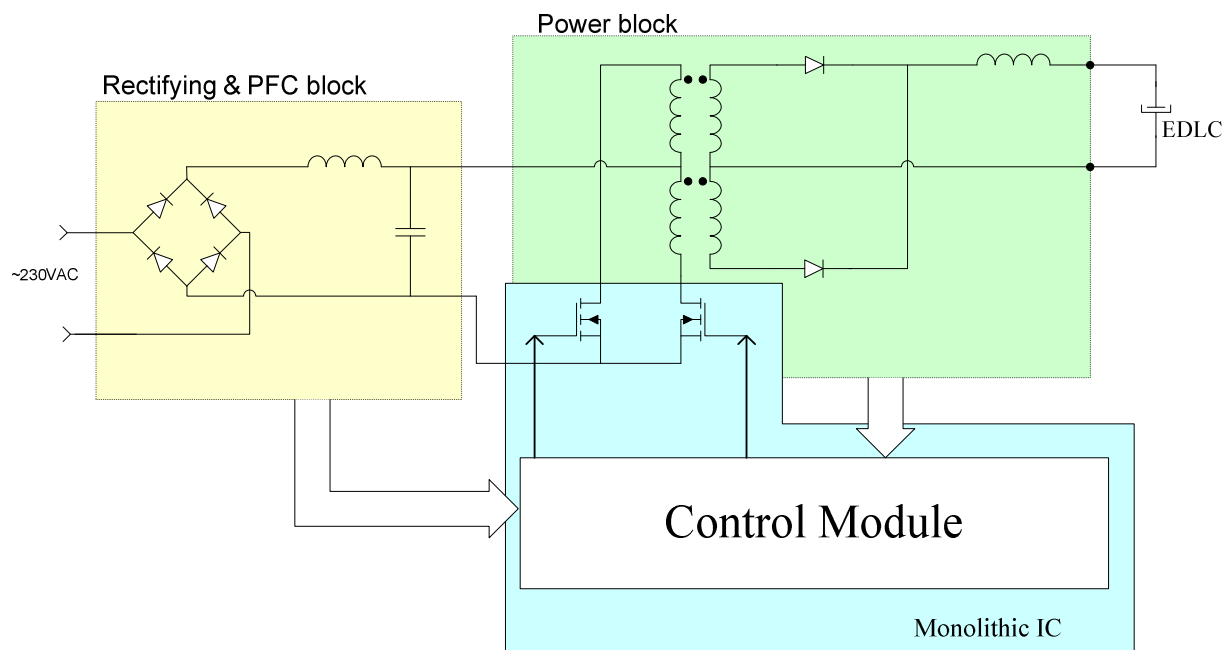 Power block
Rectifying & PFC block
EDLC
~230VAC
Control Module
Monolithic IC